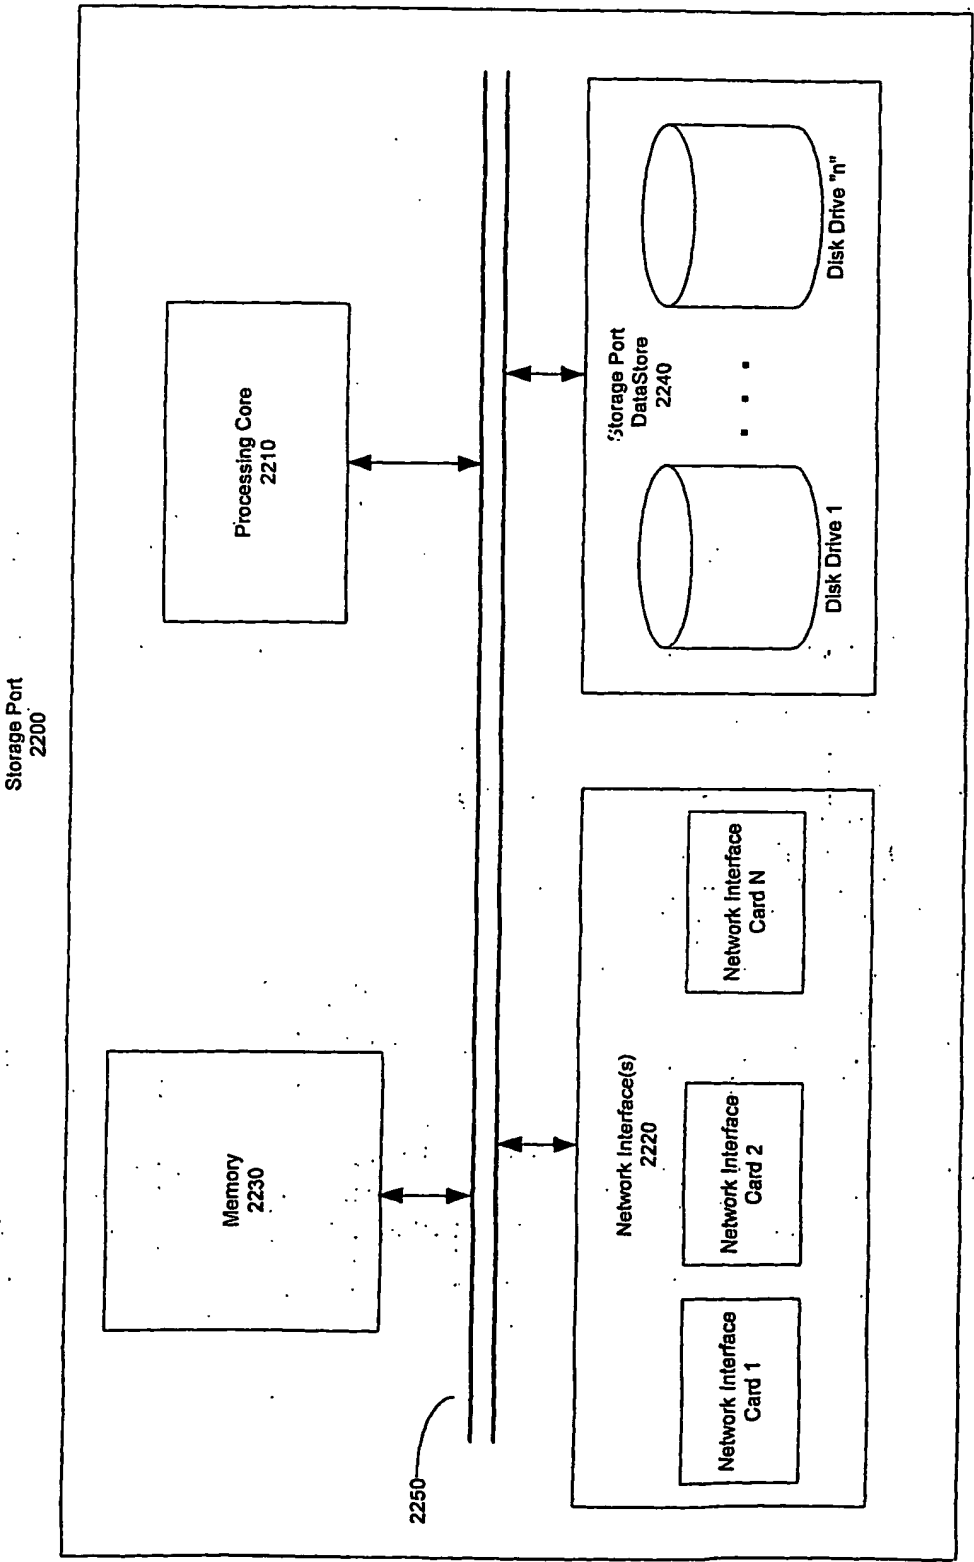 Storage Port
2200
Memory
2230
Processing Core
2210
2250
Network Interface(s)
2220
Network Interface
Card 1
Network Interface
Card 2
Network Interface
Card N
Storage Port
DataStore
2240
Disk Drive 1
Disk Drive "n"